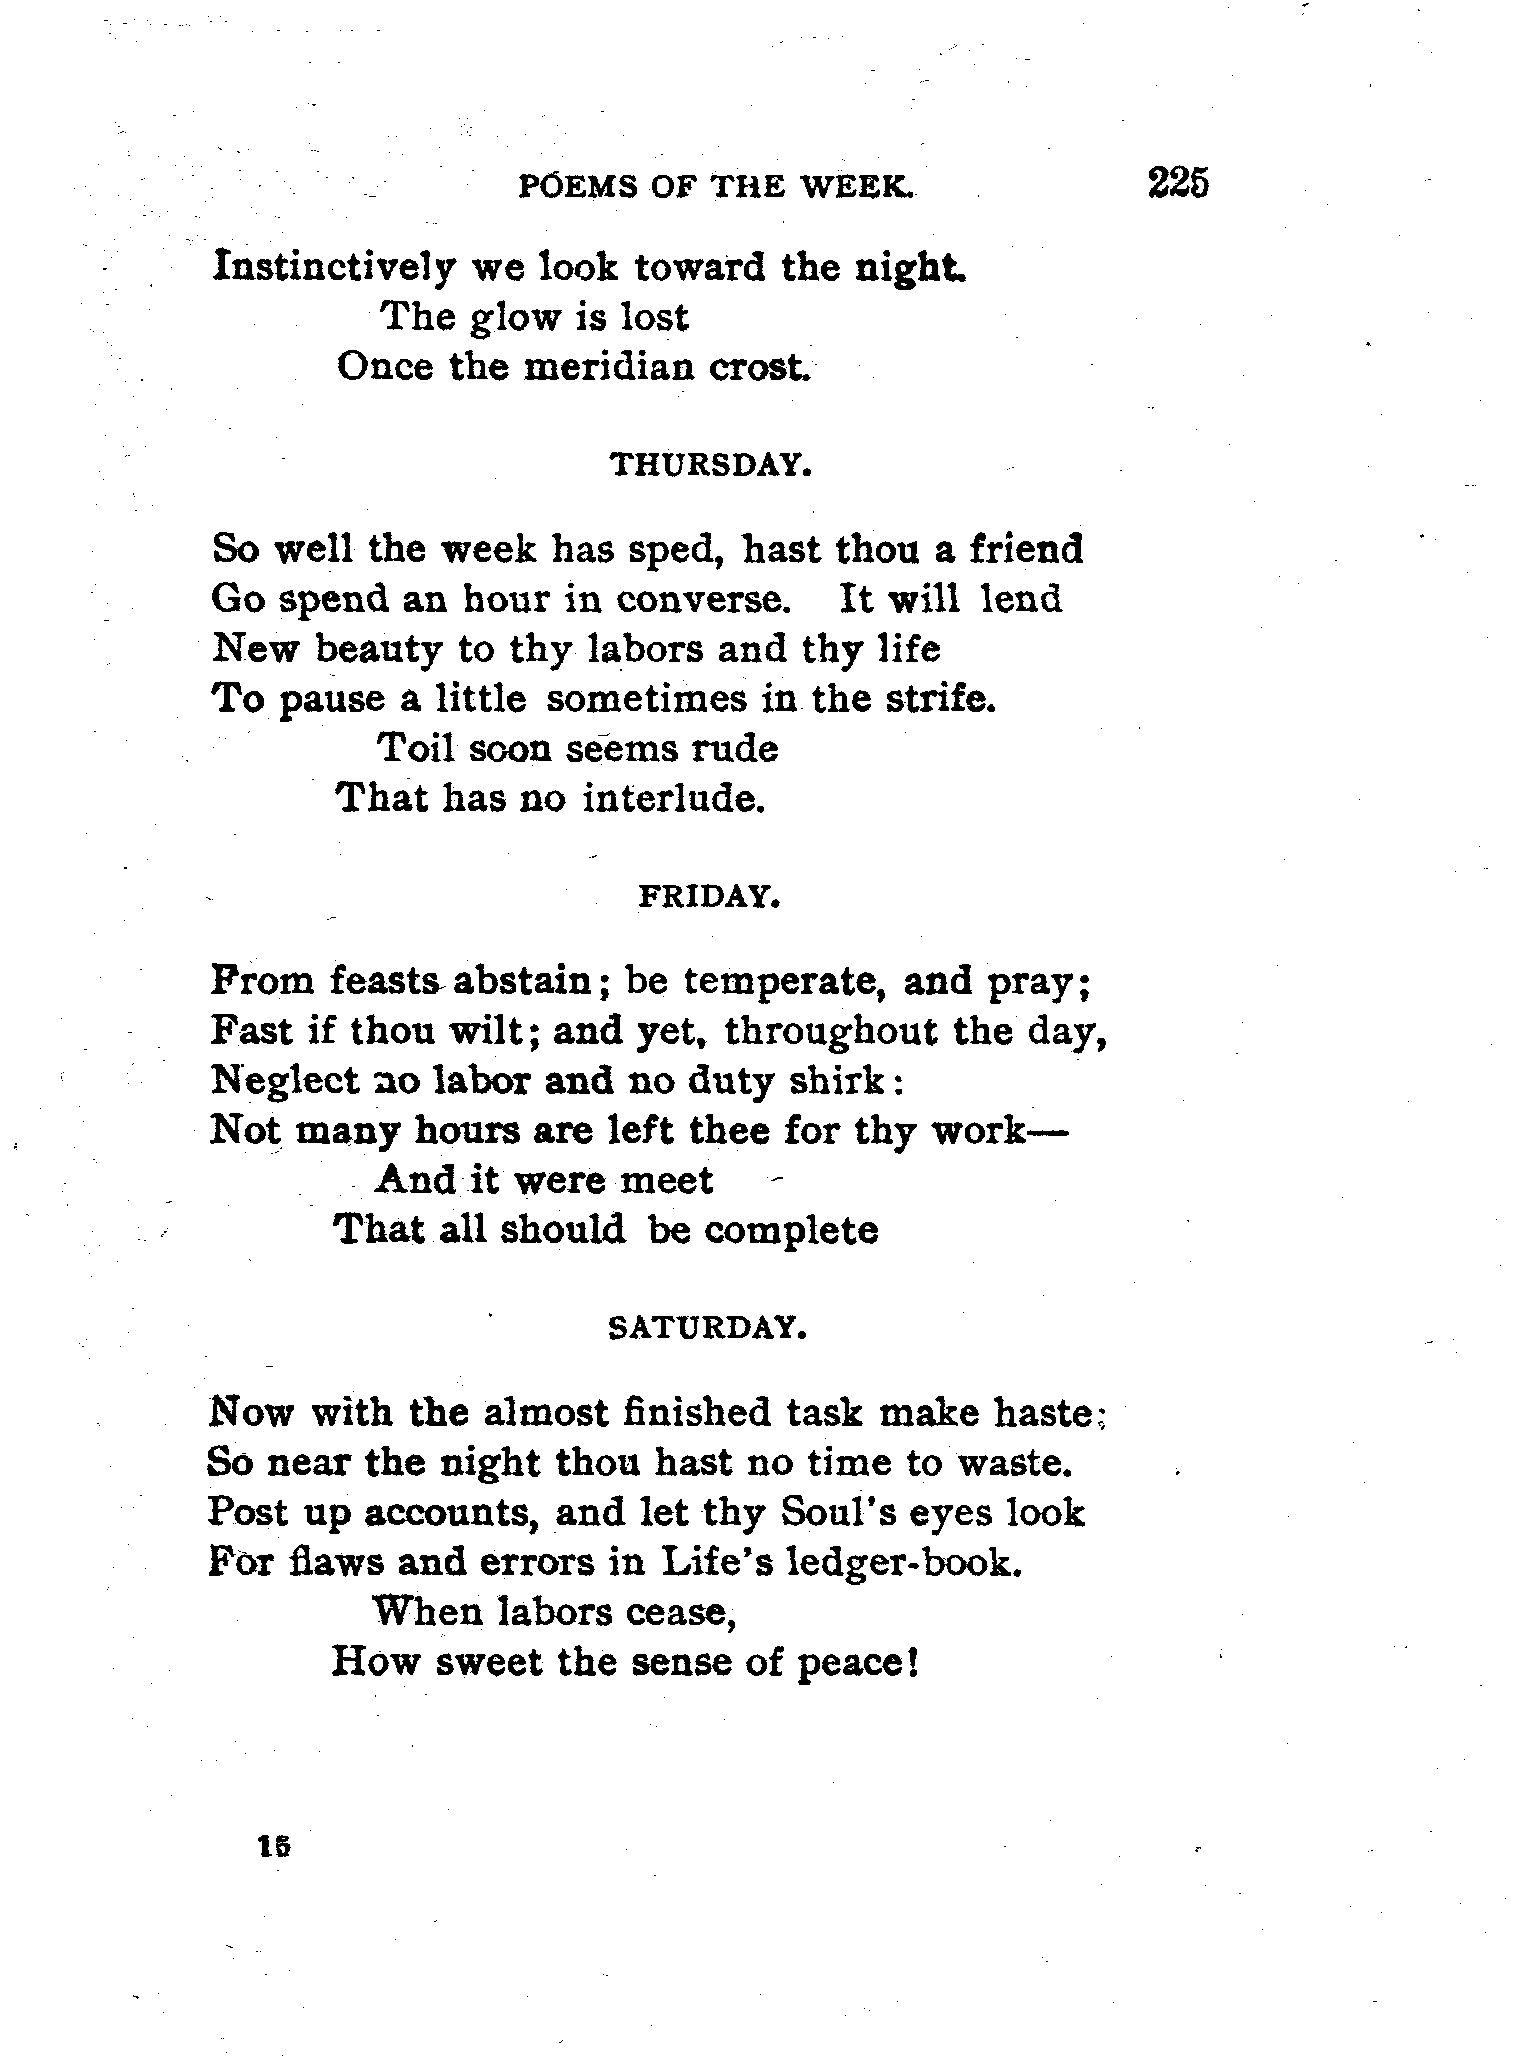 POEMS OF THE WEEK. 225
Instinctively we look toward the night.
The glow is lost
Once the meridian crost.
THURSDAY.
So well the week has sped, hast thou a friend
Go spend an hour in converse. It will lend
New beauty to thy labors and thy life
To pause a little sometimes in the strife.
Toil soon seems rude
That has no interlude.
FRIDAY.
From feasts abstain; be temperate, and pray;
Fast if thou wilt; and yet, throughout the day,
Neglect no labor and no duty shirk:
Not many hours are left thee for thy work—
And it were meet
That all should be complete
SATURDAY.
Now with the almost finished task make haste;
So near the night thou hast no time to waste.
Post up accounts, and let thy Soul's eyes look
For flaws and errors in Life's ledger-book.
When labors cease,
How sweet the sense of peace!
15